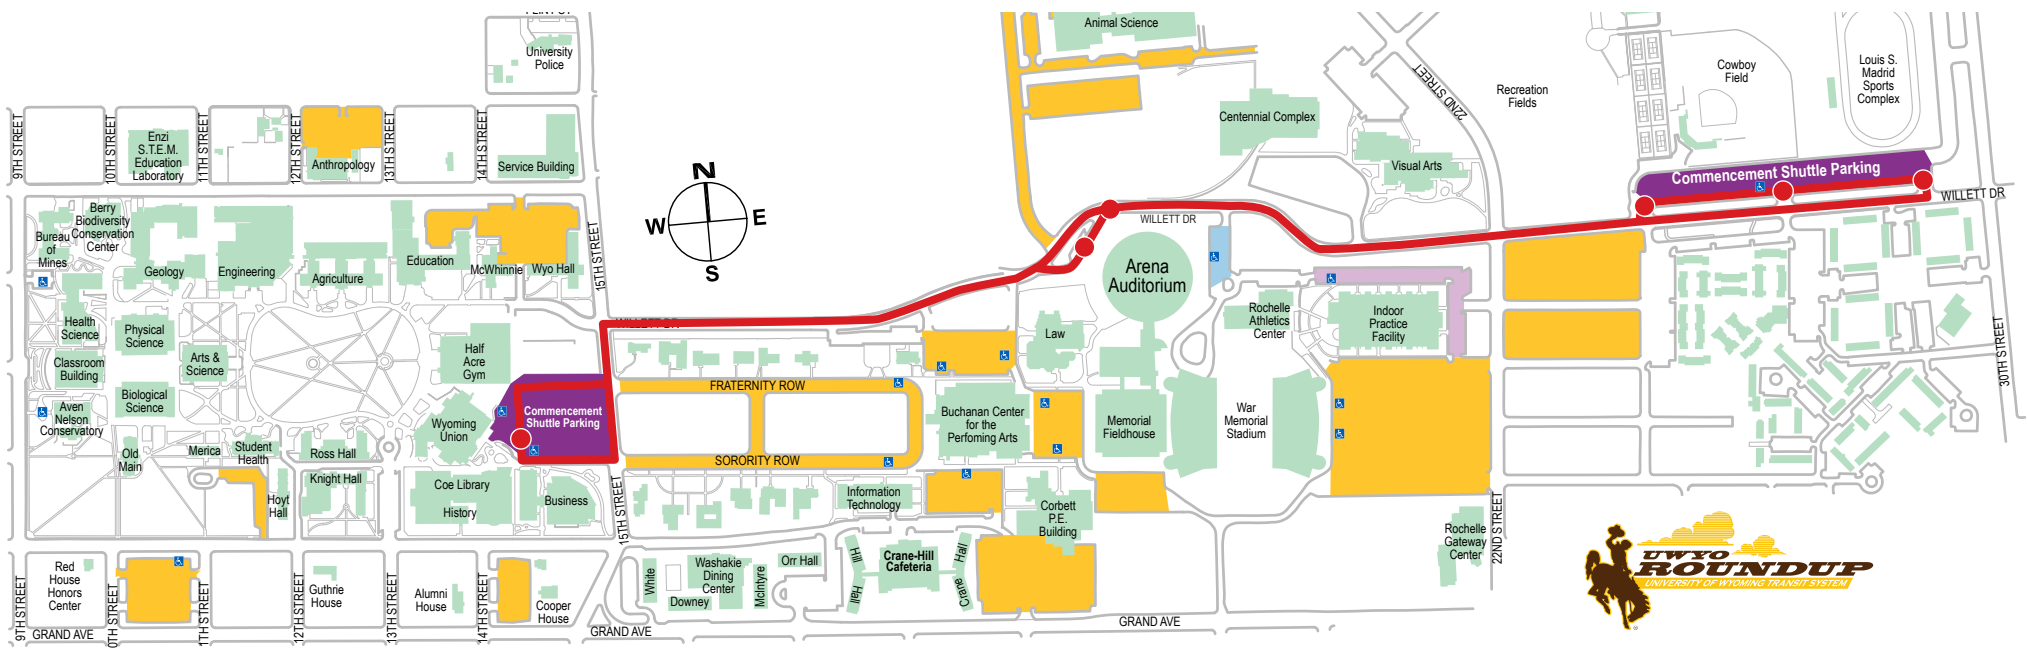 Animal Science
University
Police
22ND STREET
Recreation
Fields
Cowboy
Field
Louis S.
Madrid
Sports
Complex
9TH STREET
10TH STREET
Enzi
S.T.E.M.
Education
Laboratory
11TH STREET
12TH STREET
Anthropology
13TH STREET
14TH STREET
Service Building
Centennial Complex
Visual Arts
Commencement Shuttle Parking
WILLETT DR
N
W
E
S
WILLETT DR
Berry
Biodiversity
Conservation
Center
Bureau
of
Mines
Geology
Engineering
Agriculture
Education
McWhinnie
Wyo Hall
15TH STREET
Arena
Auditorium
WILLETT DR
Health
Science
Physical
Science
Classroom
Building
Arts &
Science
Biological
Science
Half
Acre
Gym
Law
Rochelle
Athletics
Center
Indoor
Practice
Facility
30TH STREET
Aven
Nelson
Conservatory
Wyoming
Union
Commencement
Shuttle Parking
FRATERNITY ROW
SORORITY ROW
Buchanan Center
for the
Perfoming Arts
Memorial
Fieldhouse
War
Memorial
Stadium
Old
Main
Merica
Student
Health
Ross Hall
Knight Hall
Hoyt
Hall
Coe Library
History
Business
15TH STREET
Information
Technology
Corbett
P.E.
Building
22ND STREET
Rochelle
Gateway
Center
Red
House
Honors
Center
9TH STREET
0TH STREET
1TH STREET
12TH STREET
Guthrie
House
13TH STREET
Alumni
House
14TH STREET
Cooper
House
White
Washakie
Dining
Center
Downey
McIntyre
Orr Hall
Hill
Hall
Crane-Hill
Cafeteria
Crane Hall
GRAND AVE
GRAND AVE
GRAND AVE
UWYO
ROUNDUP
UNIVERSITY OF WYOMING TRANSIT SYSTEM